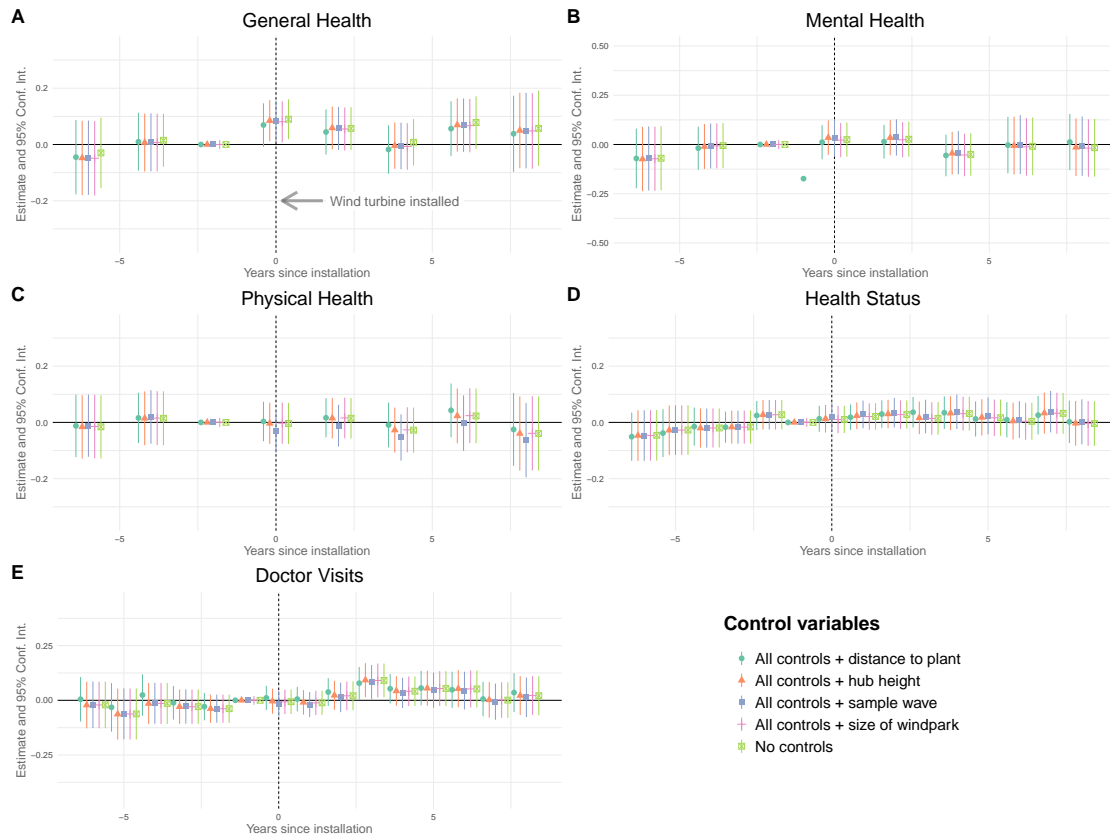 A
General Health
Estimate and 95% Conf. Int.
0.2
0.0
−0.2
Wind turbine installed
−5
0
5
Years since installation
B
Mental Health
Estimate and 95% Conf. Int.
0.50
0.25
0.00
−0.25
−0.50
−5
0
5
Years since installation
C
Physical Health
Estimate and 95% Conf. Int.
0.2
0.0
−0.2
−5
0
5
Years since installation
D
Health Status
Estimate and 95% Conf. Int.
0.2
0.0
−0.2
−5
0
5
Years since installation
E
Doctor Visits
Estimate and 95% Conf. Int.
0.25
0.00
−0.25
−5
0
5
Years since installation
Control variables
All controls + distance to plant
All controls + hub height
All controls + sample wave
All controls + size of windpark
No controls